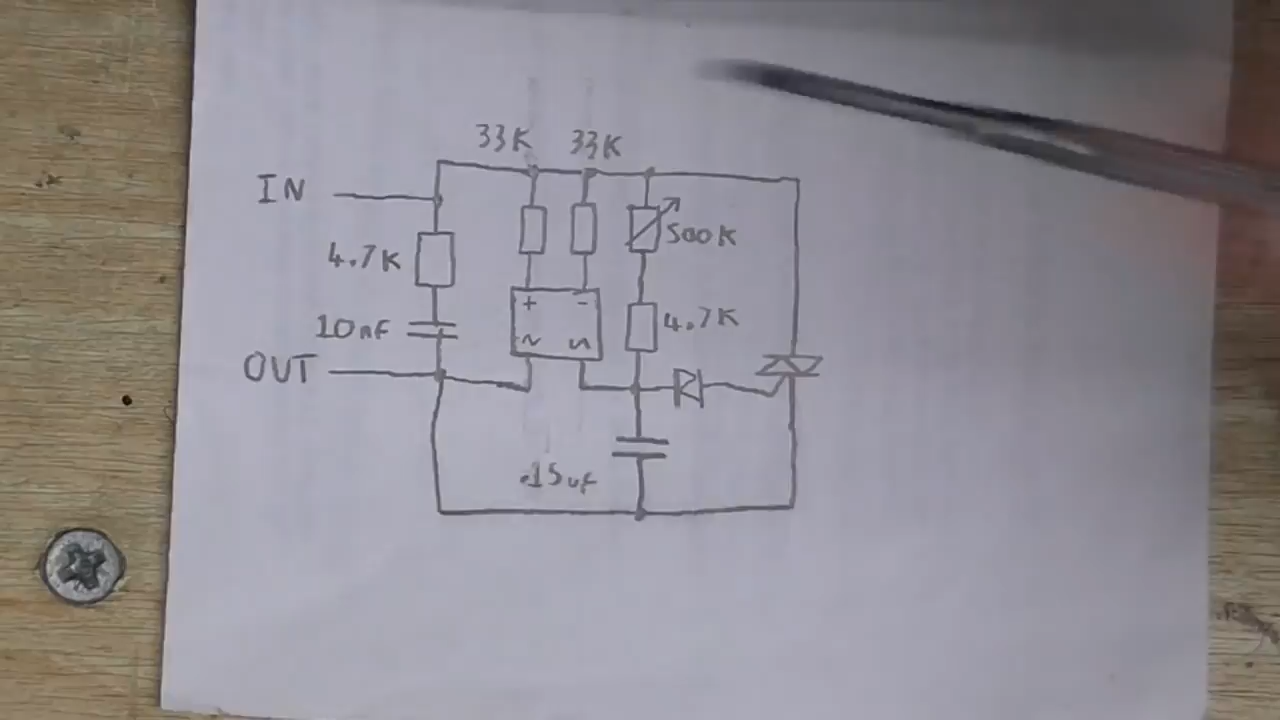 33K 33K
IN
500K
4.7K
+ -
4.7K
10nF
~ ~
OUT
.15uF